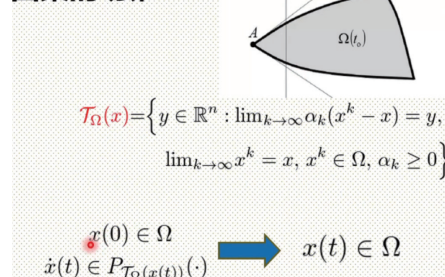 A
Ω(t₀)
𝒯_Ω(x)={y ∈ ℝⁿ : lim_{k→∞} α_k(x^k − x) = y,
lim_{k→∞} x^k = x, x^k ∈ Ω, α_k ≥ 0}
x(0) ∈ Ω
ẋ(t) ∈ P_{𝒯_Ω(x(t))}(·)
x(t) ∈ Ω